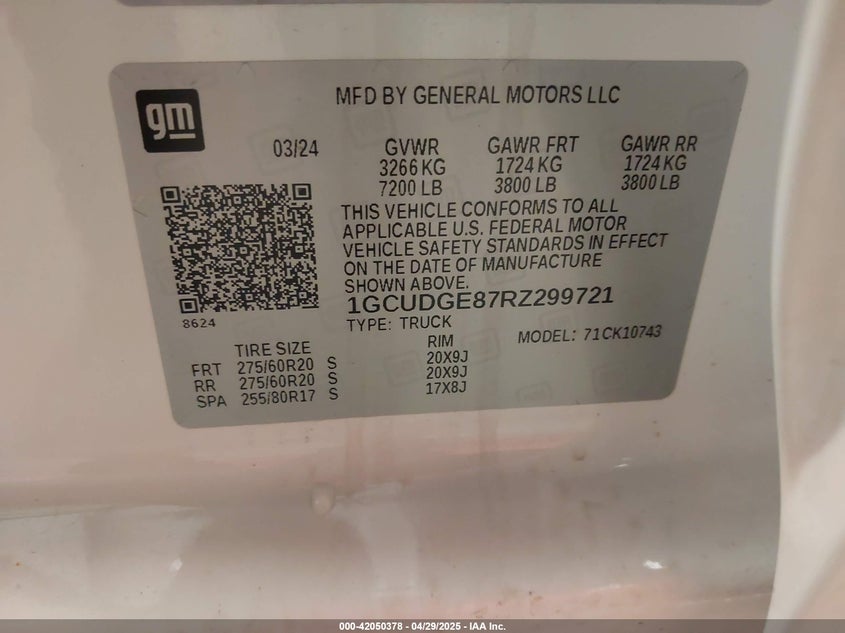 gm
MFD BY GENERAL MOTORS LLC
03/24 GVWR GAWR FRT GAWR RR
3266 KG 1724 KG 1724 KG
7200 LB 3800 LB 3800 LB
THIS VEHICLE CONFORMS TO ALL
APPLICABLE U.S. FEDERAL MOTOR
VEHICLE SAFETY STANDARDS IN EFFECT
ON THE DATE OF MANUFACTURE
SHOWN ABOVE.
1GCUDGE87RZ299721
8624
TYPE: TRUCK MODEL: 71CK10743
TIRE SIZE RIM
FRT 275/60R20 S 20X9J
RR 275/60R20 S 20X9J
SPA 255/80R17 S 17X8J
000-42050378 - 04/29/2025 - IAA Inc.